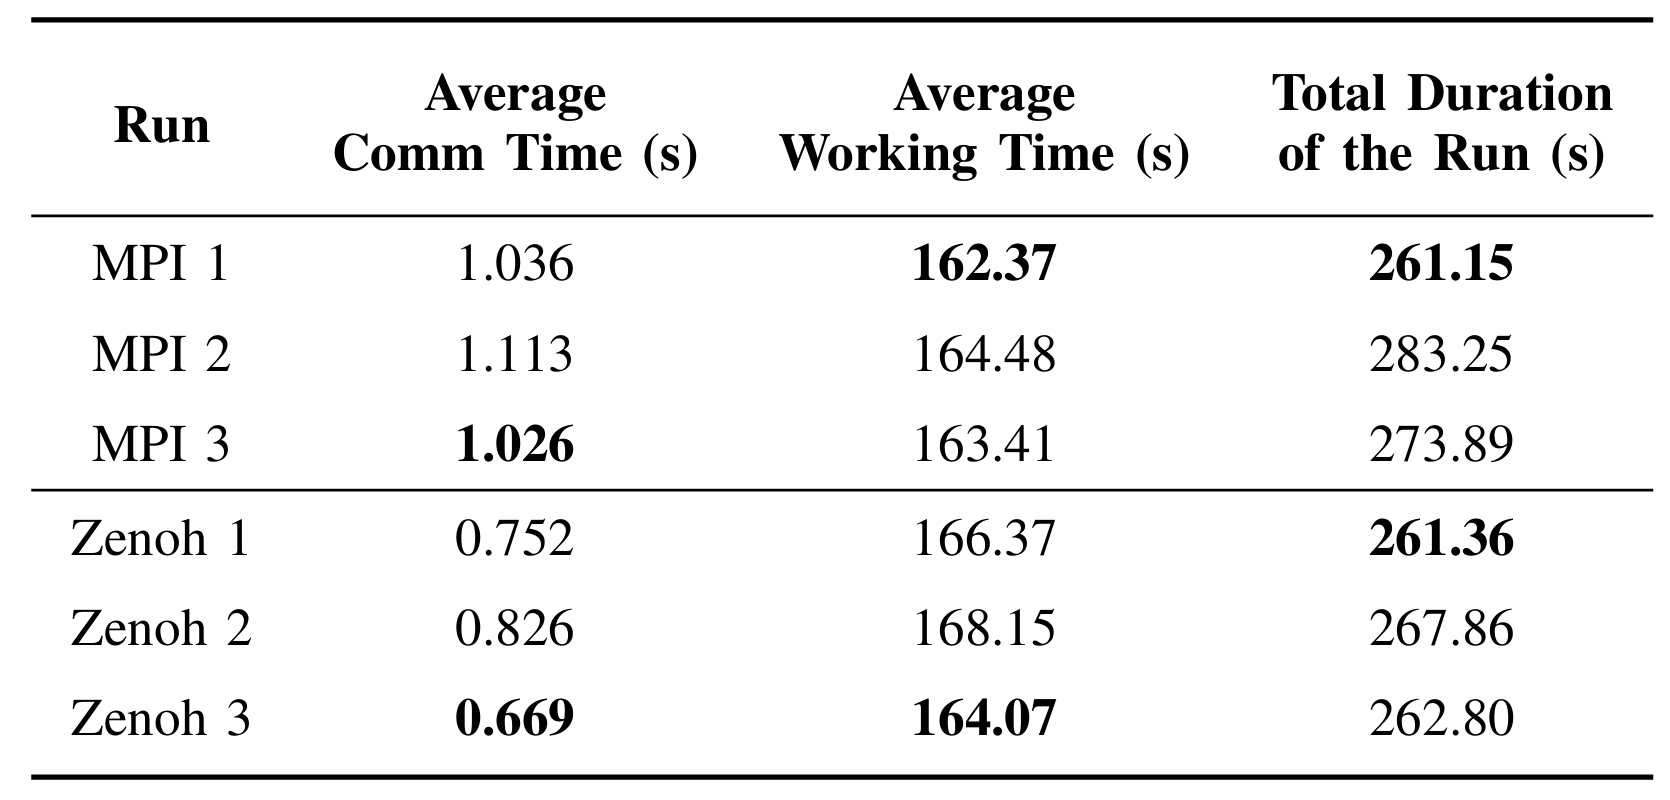 Run Average Comm Time (s) Average Working Time (s) Total Duration of the Run (s)
MPI 1 1.036 162.37 261.15
MPI 2 1.113 164.48 283.25
MPI 3 1.026 163.41 273.89
Zenoh 1 0.752 166.37 261.36
Zenoh 2 0.826 168.15 267.86
Zenoh 3 0.669 164.07 262.80